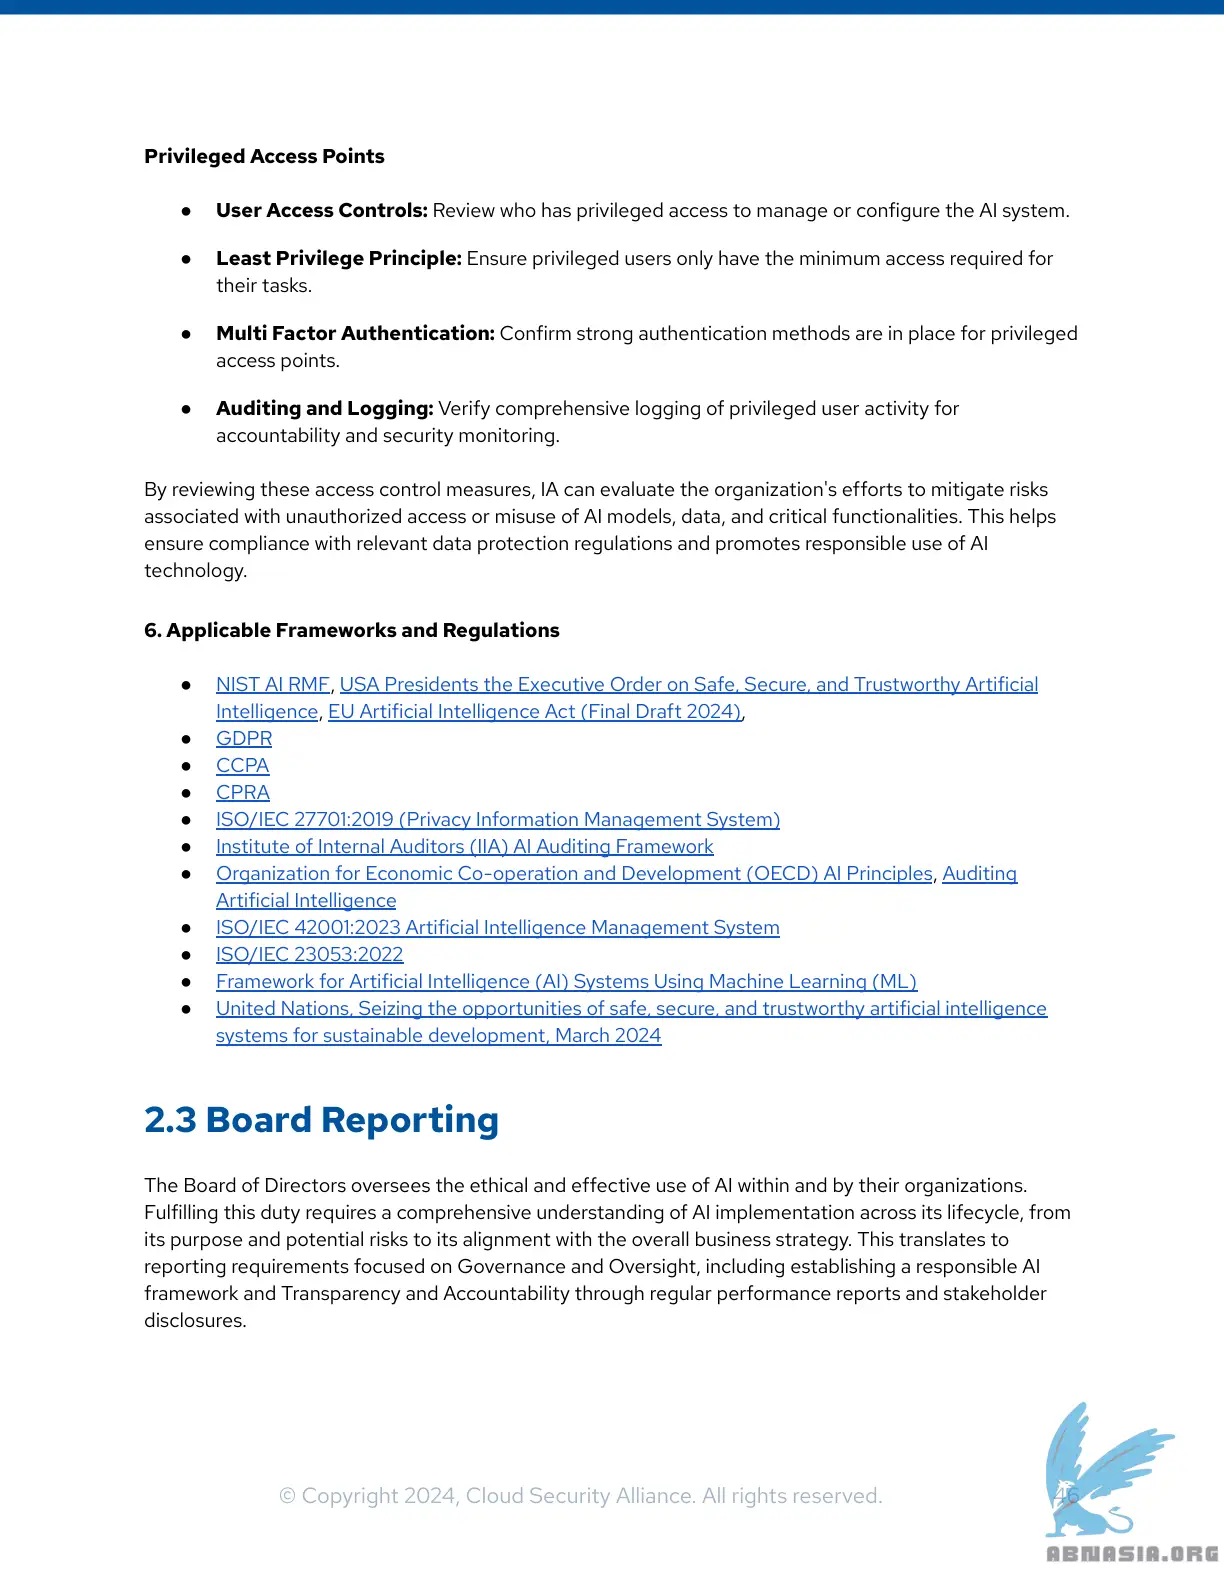 Privileged Access Points
● User Access Controls: Review who has privileged access to manage or configure the AI system.
● Least Privilege Principle: Ensure privileged users only have the minimum access required for
their tasks.
● Multi Factor Authentication: Confirm strong authentication methods are in place for privileged
access points.
● Auditing and Logging: Verify comprehensive logging of privileged user activity for
accountability and security monitoring.
By reviewing these access control measures, IA can evaluate the organization's efforts to mitigate risks
associated with unauthorized access or misuse of AI models, data, and critical functionalities. This helps
ensure compliance with relevant data protection regulations and promotes responsible use of AI
technology.
6. Applicable Frameworks and Regulations
● NIST AI RMF, USA Presidents the Executive Order on Safe, Secure, and Trustworthy Artificial
Intelligence, EU Artificial Intelligence Act (Final Draft 2024),
● GDPR
● CCPA
● CPRA
● ISO/IEC 27701:2019 (Privacy Information Management System)
● Institute of Internal Auditors (IIA) AI Auditing Framework
● Organization for Economic Co-operation and Development (OECD) AI Principles, Auditing
Artificial Intelligence
● ISO/IEC 42001:2023 Artificial Intelligence Management System
● ISO/IEC 23053:2022
● Framework for Artificial Intelligence (AI) Systems Using Machine Learning (ML)
● United Nations, Seizing the opportunities of safe, secure, and trustworthy artificial intelligence
systems for sustainable development, March 2024
2.3 Board Reporting
The Board of Directors oversees the ethical and effective use of AI within and by their organizations.
Fulfilling this duty requires a comprehensive understanding of AI implementation across its lifecycle, from
its purpose and potential risks to its alignment with the overall business strategy. This translates to
reporting requirements focused on Governance and Oversight, including establishing a responsible AI
framework and Transparency and Accountability through regular performance reports and stakeholder
disclosures.
© Copyright 2024, Cloud Security Alliance. All rights reserved. 46
ABNASIA.ORG